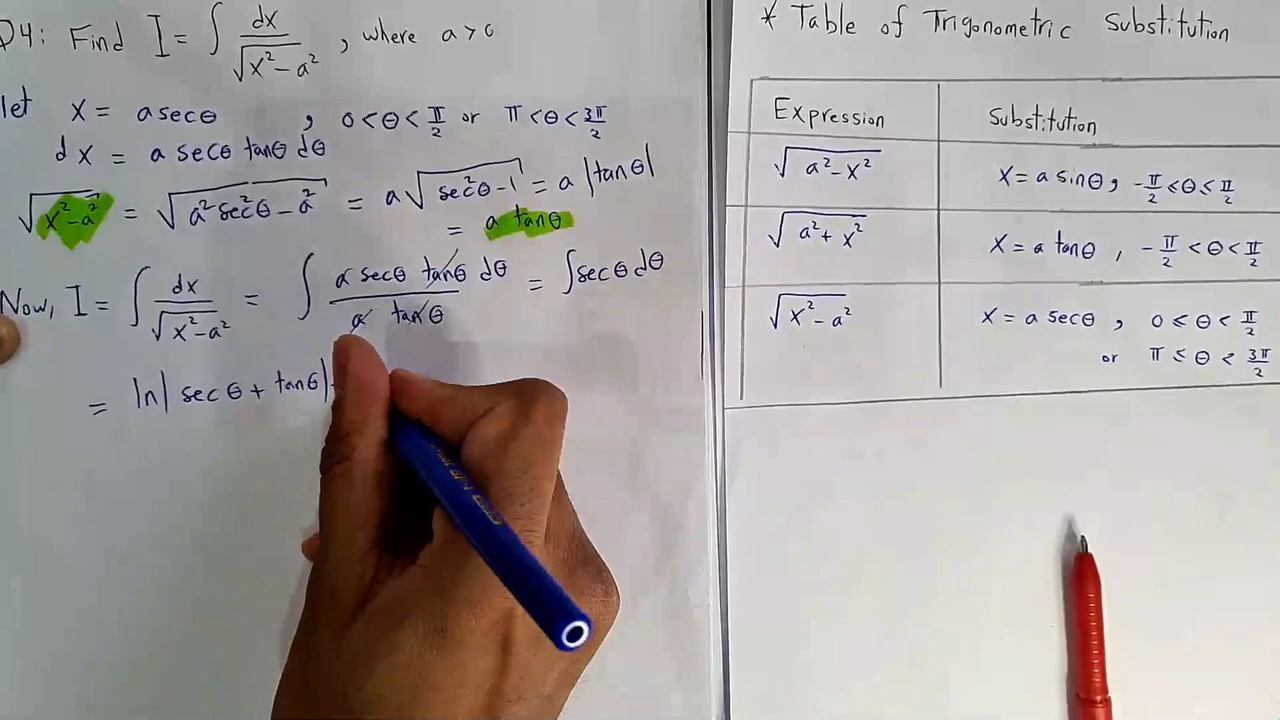 Q4: Find I = ∫ dx / √(x² − a²) , where a > 0
let x = a secθ , 0 < θ < π/2 or π < θ < 3π/2
dx = a secθ tanθ dθ
√(x² − a²) = √(a² sec²θ − a²) = a √(sec²θ − 1) = a |tanθ|
= a tanθ
Now, I = ∫ dx / √(x² − a²) = ∫ a secθ tanθ dθ / a tanθ = ∫ secθ dθ
= ln| secθ + tanθ|
* Table of Trigonometric Substitution
Expression Substitution
√(a² − x²) x = a sinθ, −π/2 < θ < π/2
√(a² + x²) x = a tanθ , −π/2 < θ < π/2
√(x² − a²) x = a secθ , 0 ≤ θ < π/2
or π ≤ θ < 3π/2